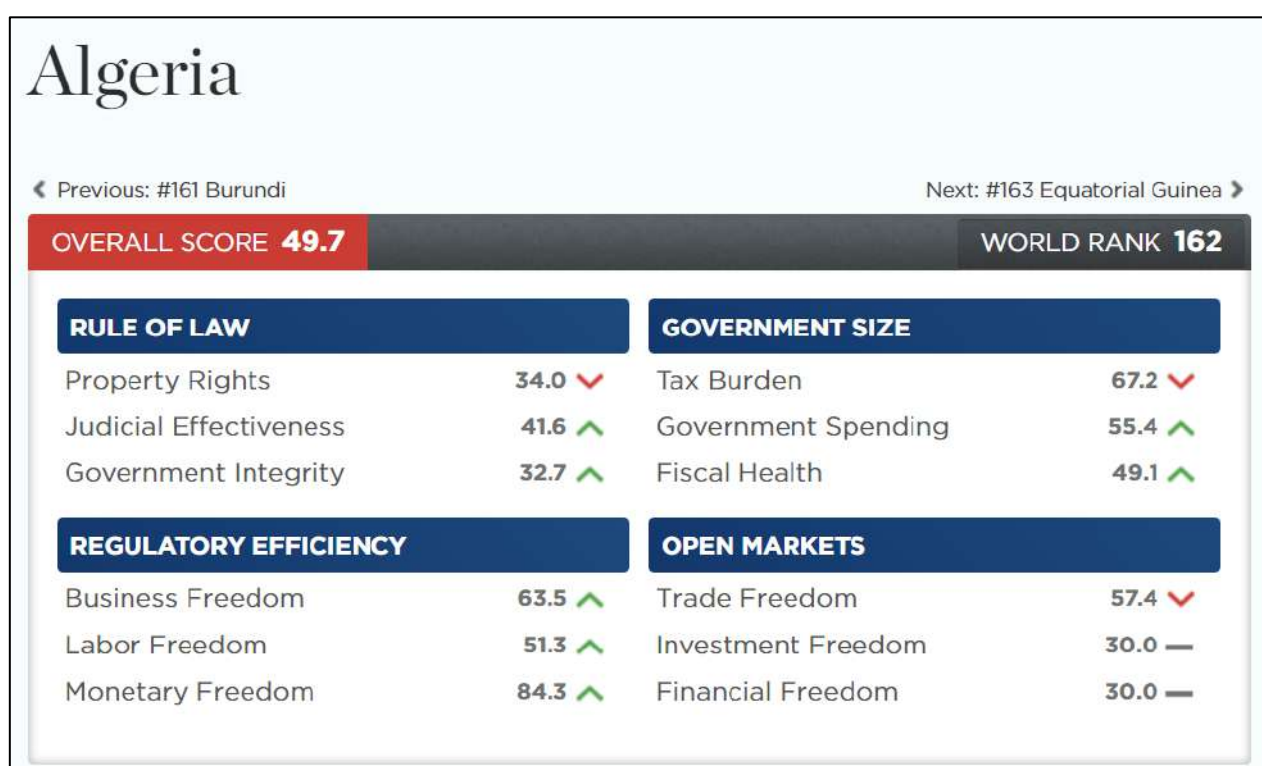 Algeria
Previous: #161 Burundi
Next: #163 Equatorial Guinea
OVERALL SCORE 49.7
WORLD RANK 162
RULE OF LAW
Property Rights 34.0
Judicial Effectiveness 41.6
Government Integrity 32.7
GOVERNMENT SIZE
Tax Burden 67.2
Government Spending 55.4
Fiscal Health 49.1
REGULATORY EFFICIENCY
Business Freedom 63.5
Labor Freedom 51.3
Monetary Freedom 84.3
OPEN MARKETS
Trade Freedom 57.4
Investment Freedom 30.0
Financial Freedom 30.0